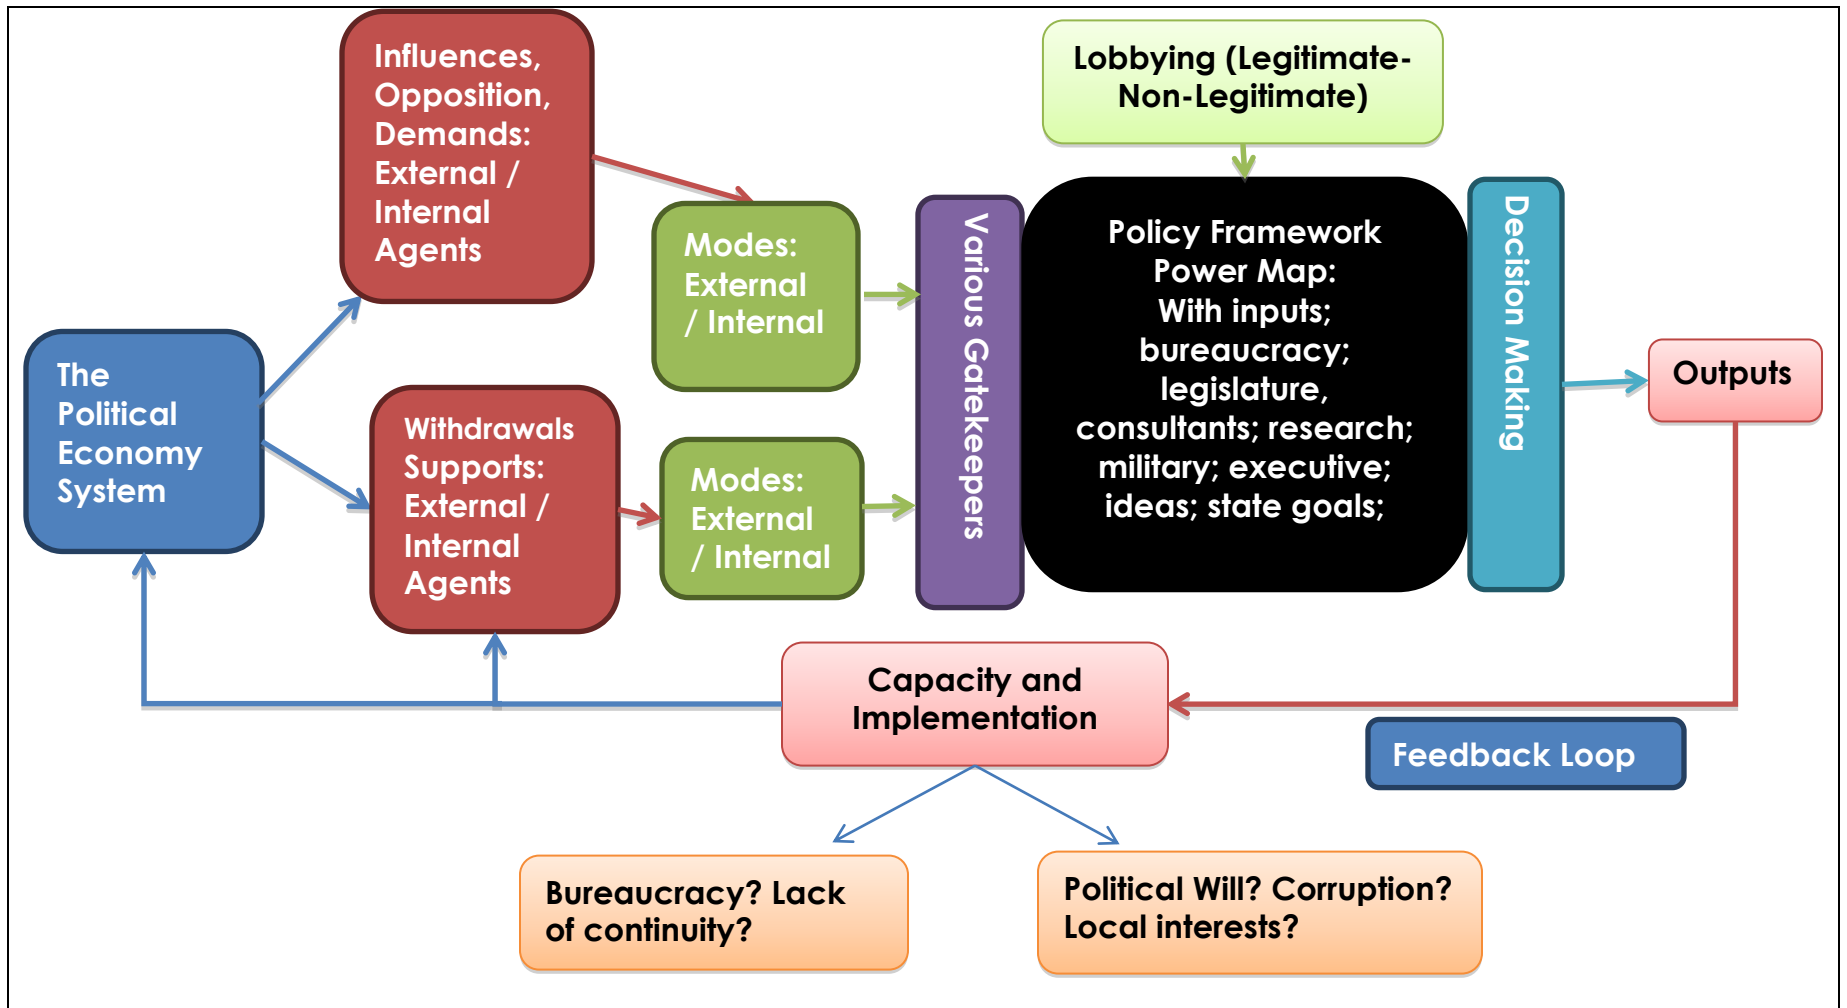 Influences,
Opposition,
Demands:
External /
Internal
Agents
Lobbying (Legitimate-
Non-Legitimate)
The
Political
Economy
System
Withdrawals
Supports:
External /
Internal
Agents
Modes:
External
/ Internal
Modes:
External
/ Internal
Various Gatekeepers
Policy Framework
Power Map:
With inputs;
bureaucracy;
legislature,
consultants; research;
military; executive;
ideas; state goals;
Decision Making
Outputs
Capacity and
Implementation
Feedback Loop
Bureaucracy? Lack
of continuity?
Political Will? Corruption?
Local interests?